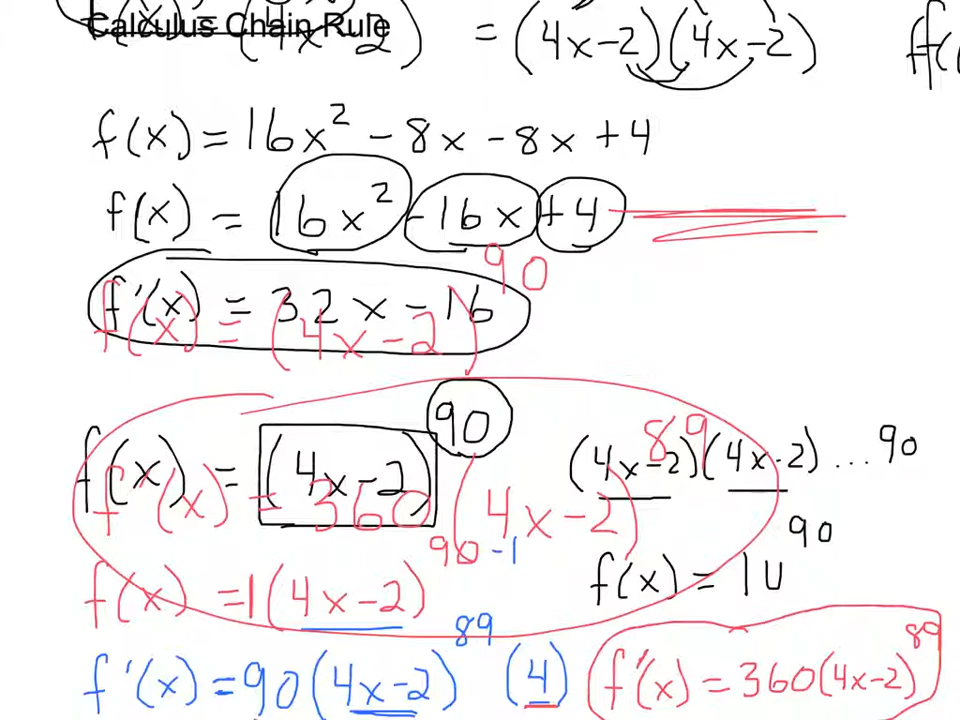 Calculus Chain Rule
= (4x-2)(4x-2)
f(x) = 16x² - 8x - 8x + 4
f(x) = 16x² - 16x + 4
f'(x) = 32x - 16
f(x) = (4x-2)^90
f(x) = (4x-2)^90
(4x-2)(4x-2) ... 90
f'(x) = 360(4x-2)^89
f(x) = 1U^90
f(x) = 1(4x-2)^90-1
f'(x) = 90(4x-2)^89 (4)
f'(x) = 360(4x-2)^89